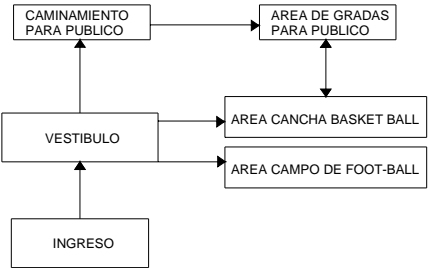 CAMINAMIENTO
PARA PUBLICO
AREA DE GRADAS
PARA PUBLICO
AREA CANCHA BASKET BALL
VESTIBULO
AREA CAMPO DE FOOT-BALL
INGRESO